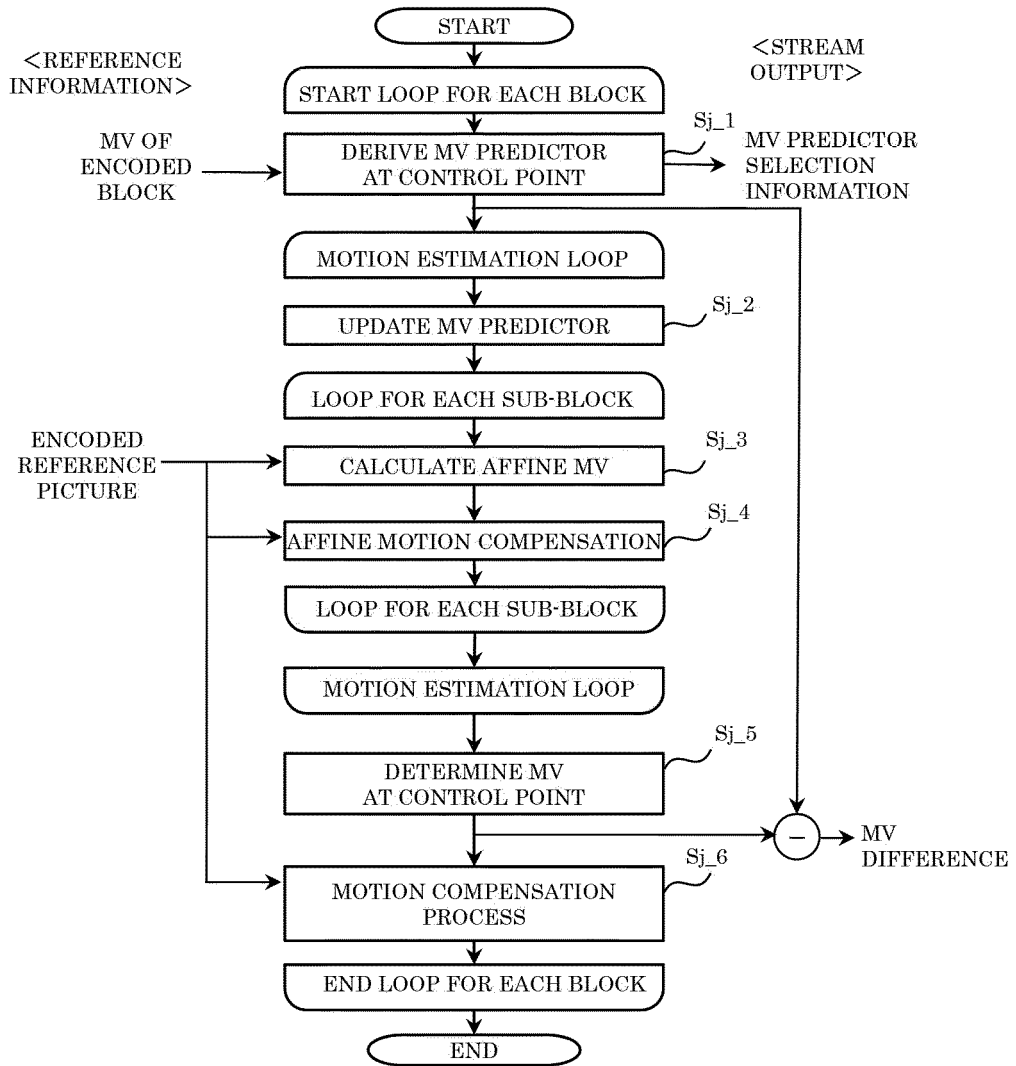 START
<REFERENCE
INFORMATION>
<STREAM
OUTPUT>
START LOOP FOR EACH BLOCK
Sj_1
MV OF
ENCODED
BLOCK
DERIVE MV PREDICTOR
AT CONTROL POINT
MV PREDICTOR
SELECTION
INFORMATION
MOTION ESTIMATION LOOP
Sj_2
UPDATE MV PREDICTOR
LOOP FOR EACH SUB-BLOCK
ENCODED
REFERENCE
PICTURE
Sj_3
CALCULATE AFFINE MV
Sj_4
AFFINE MOTION COMPENSATION
LOOP FOR EACH SUB-BLOCK
MOTION ESTIMATION LOOP
Sj_5
DETERMINE MV
AT CONTROL POINT
−
MV
DIFFERENCE
Sj_6
MOTION COMPENSATION
PROCESS
END LOOP FOR EACH BLOCK
END